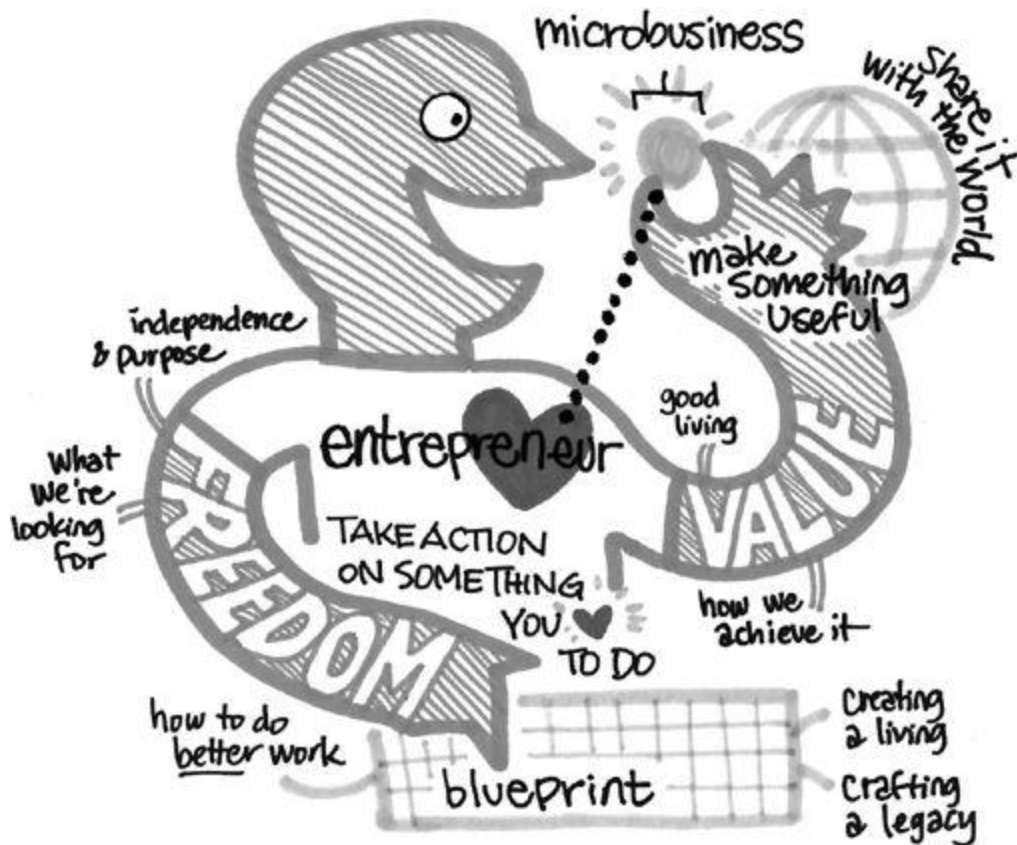 microbusiness
share it
with the world
make
something
useful
independence
& purpose
What
we're
looking
for
FREEDOM
entrepreneur
good
living
VALUE
how we
achieve it
TAKE ACTION
ON SOMETHING
YOU ♥
TO DO
how to do
better work
blueprint
creating
a living
crafting
a legacy